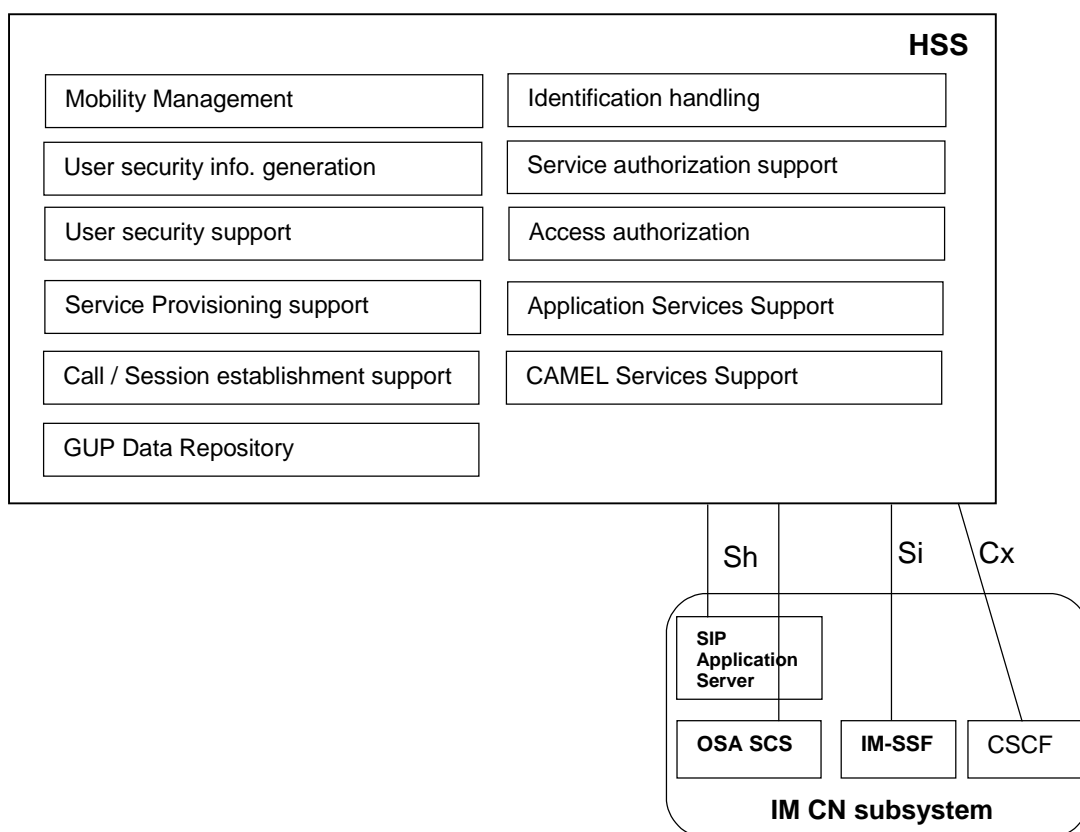 HSS
Mobility Management
Identification handling
User security info. generation
Service authorization support
User security support
Access authorization
Service Provisioning support
Application Services Support
Call / Session establishment support
CAMEL Services Support
GUP Data Repository
Sh
Si
Cx
SIP
Application
Server
OSA SCS
IM-SSF
CSCF
IM CN subsystem